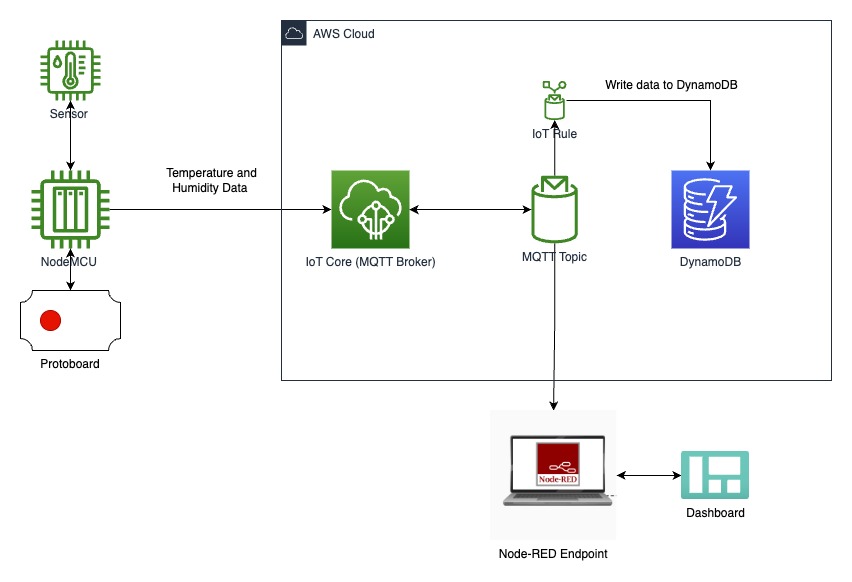 AWS Cloud
Sensor
Write data to DynamoDB
IoT Rule
Temperature and
Humidity Data
NodeMCU
IoT Core (MQTT Broker)
MQTT Topic
DynamoDB
Protoboard
Node-RED
Dashboard
Node-RED Endpoint